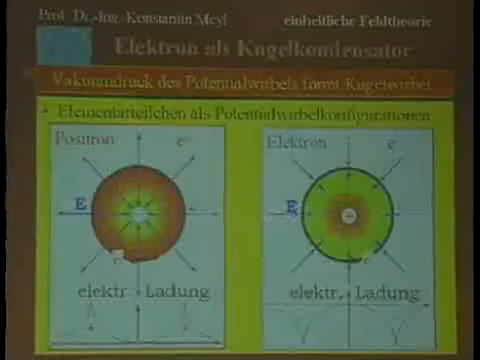 Prof. Dr.-Ing. Konstantin Meyl
einheitliche Feldtheorie
Elektron als Kugelkondensator
Vakuumdruck des Potentialwirbels formt Kugelwirbel
• Elementarteilchen als Potentialwirbelkonfigurationen
Positron
Elektron
E
E
elektr. + Ladung
elektr. - Ladung